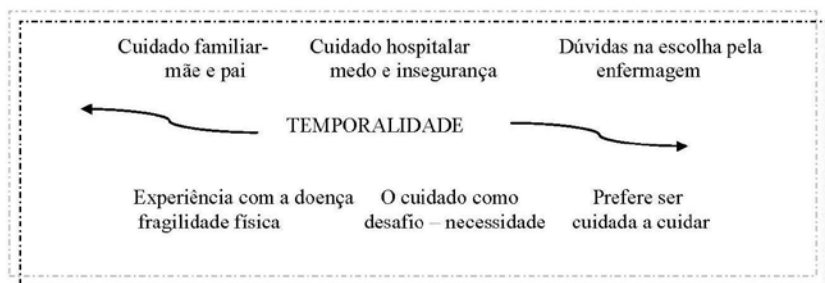 Cuidado familiar-
mãe e pai
Cuidado hospitalar
medo e insegurança
Dúvidas na escolha pela
enfermagem
TEMPORALIDADE
Experiência com a doença
fragilidade física
O cuidado como
desafio – necessidade
Prefere ser
cuidada a cuidar